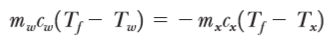 m_w c_w (T_f − T_w) = − m_x c_x (T_f − T_x)